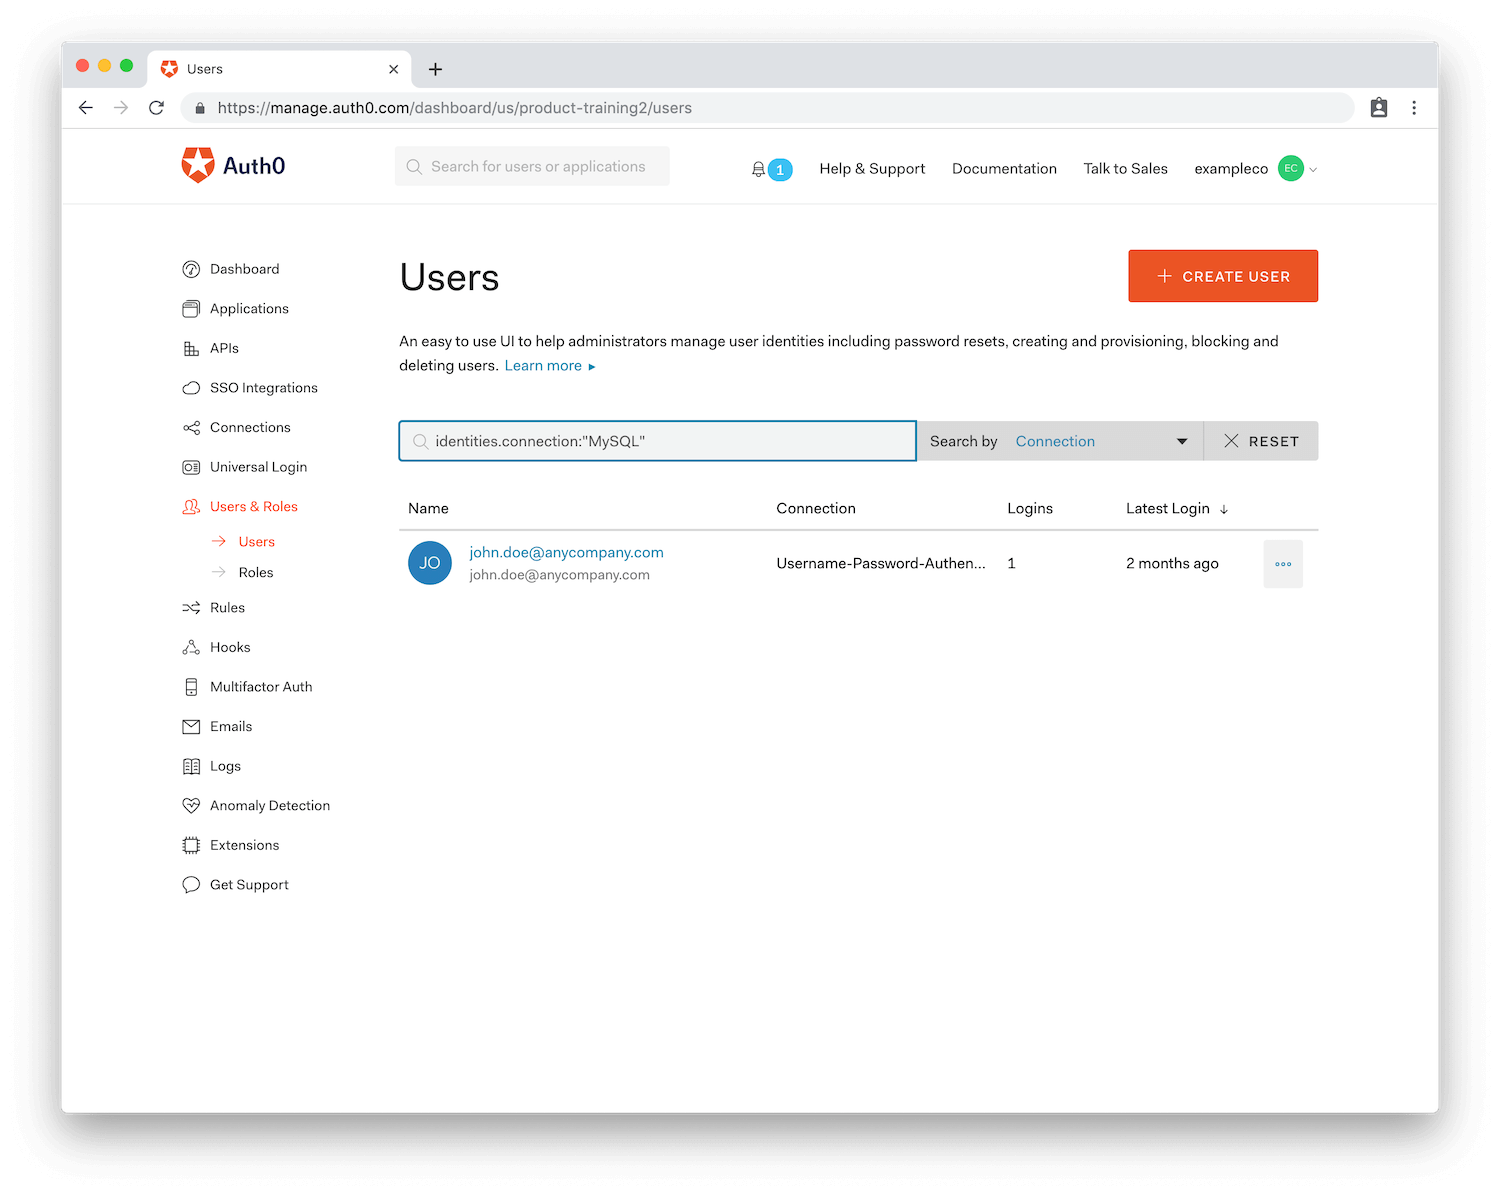 Users
https://manage.auth0.com/dashboard/us/product-training2/users
Auth0
Search for users or applications
1
Help & Support
Documentation
Talk to Sales
exampleco
EC
Dashboard
Applications
APIs
SSO Integrations
Connections
Universal Login
Users & Roles
Users
Roles
Rules
Hooks
Multifactor Auth
Emails
Logs
Anomaly Detection
Extensions
Get Support
Users
+ CREATE USER
An easy to use UI to help administrators manage user identities including password resets, creating and provisioning, blocking and
deleting users. Learn more ▸
identities.connection:"MySQL"
Search by Connection
RESET
Name Connection Logins Latest Login ↓
JO
john.doe@anycompany.com
john.doe@anycompany.com
Username-Password-Authen... 1 2 months ago